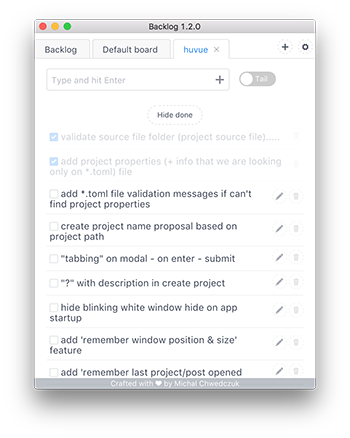 Backlog 1.2.0
Backlog
Default board
huvue ×
Type and hit Enter
Tail
Hide done
validate source file folder (project source file).....
add project properties (+ info that we are looking
only on *.toml) file
add *.toml file validation messages if can't
find project properties
create project name proposal based on
project path
"tabbing" on modal - on enter - submit
"?" with description in create project
hide blinking white window hide on app
startup
add 'remember window position & size'
feature
add 'remember last project/post opened
Crafted with ❤ by Michal Chwedczuk